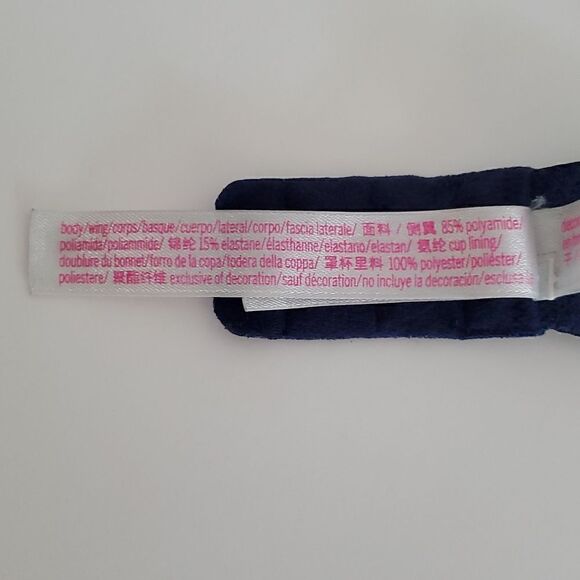 body/wing/corps/basque/cuerpo/lateral/corpo/fascia laterale/ 面料 / 侧翼 85% polyamide/
poliamida/poliammide/ 锦纶 15% elastane/élasthanne/elastano/elastan/ 氨纶 cup lining/
doublure du bonnet/forro de la copa/fodera della coppa/ 罩杯里料 100% polyester/poliéster/
poliestere/ 聚酯纤维 exclusive of decoration/sauf décoration/no incluye la decoración/esclusa la